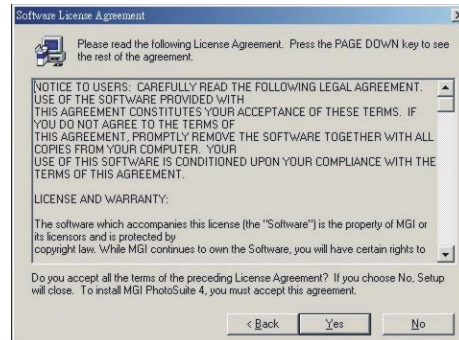 Software License Agreement
Please read the following License Agreement. Press the PAGE DOWN key to see
the rest of the agreement.
NOTICE TO USERS: CAREFULLY READ THE FOLLOWING LEGAL AGREEMENT.
USE OF THE SOFTWARE PROVIDED WITH
THIS AGREEMENT CONSTITUTES YOUR ACCEPTANCE OF THESE TERMS. IF
YOU DO NOT AGREE TO THE TERMS OF
THIS AGREEMENT, PROMPTLY REMOVE THE SOFTWARE TOGETHER WITH ALL
COPIES FROM YOUR COMPUTER. YOUR
USE OF THIS SOFTWARE IS CONDITIONED UPON YOUR COMPLIANCE WITH THE
TERMS OF THIS AGREEMENT.
LICENSE AND WARRANTY:
The software which accompanies this license (the "Software") is the property of MGI or
its licensors and is protected by
copyright law. While MGI continues to own the Software, you will have certain rights to
Do you accept all the terms of the preceding License Agreement? If you choose No, Setup
will close. To install MGI PhotoSuite 4, you must accept this agreement.
< Back Yes No